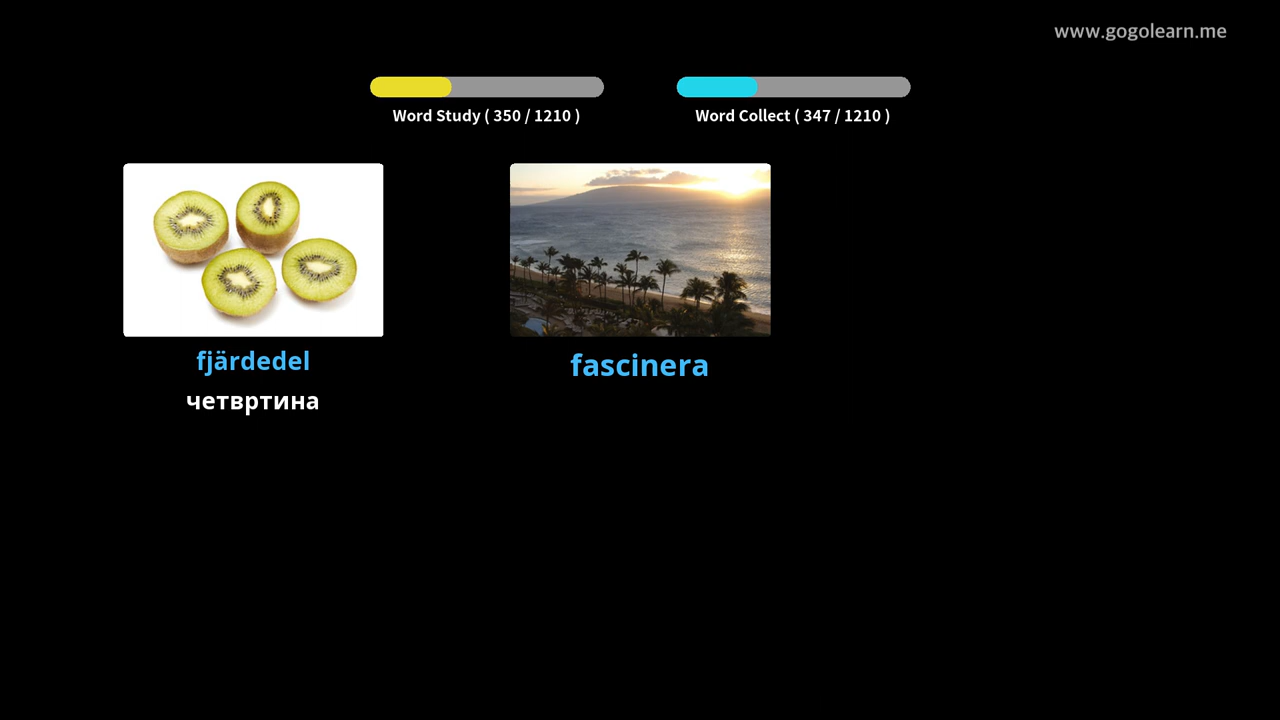 www.gogolearn.me
Word Study ( 350 / 1210 )
Word Collect ( 347 / 1210 )
fjärdedel
четвртина
fascinera